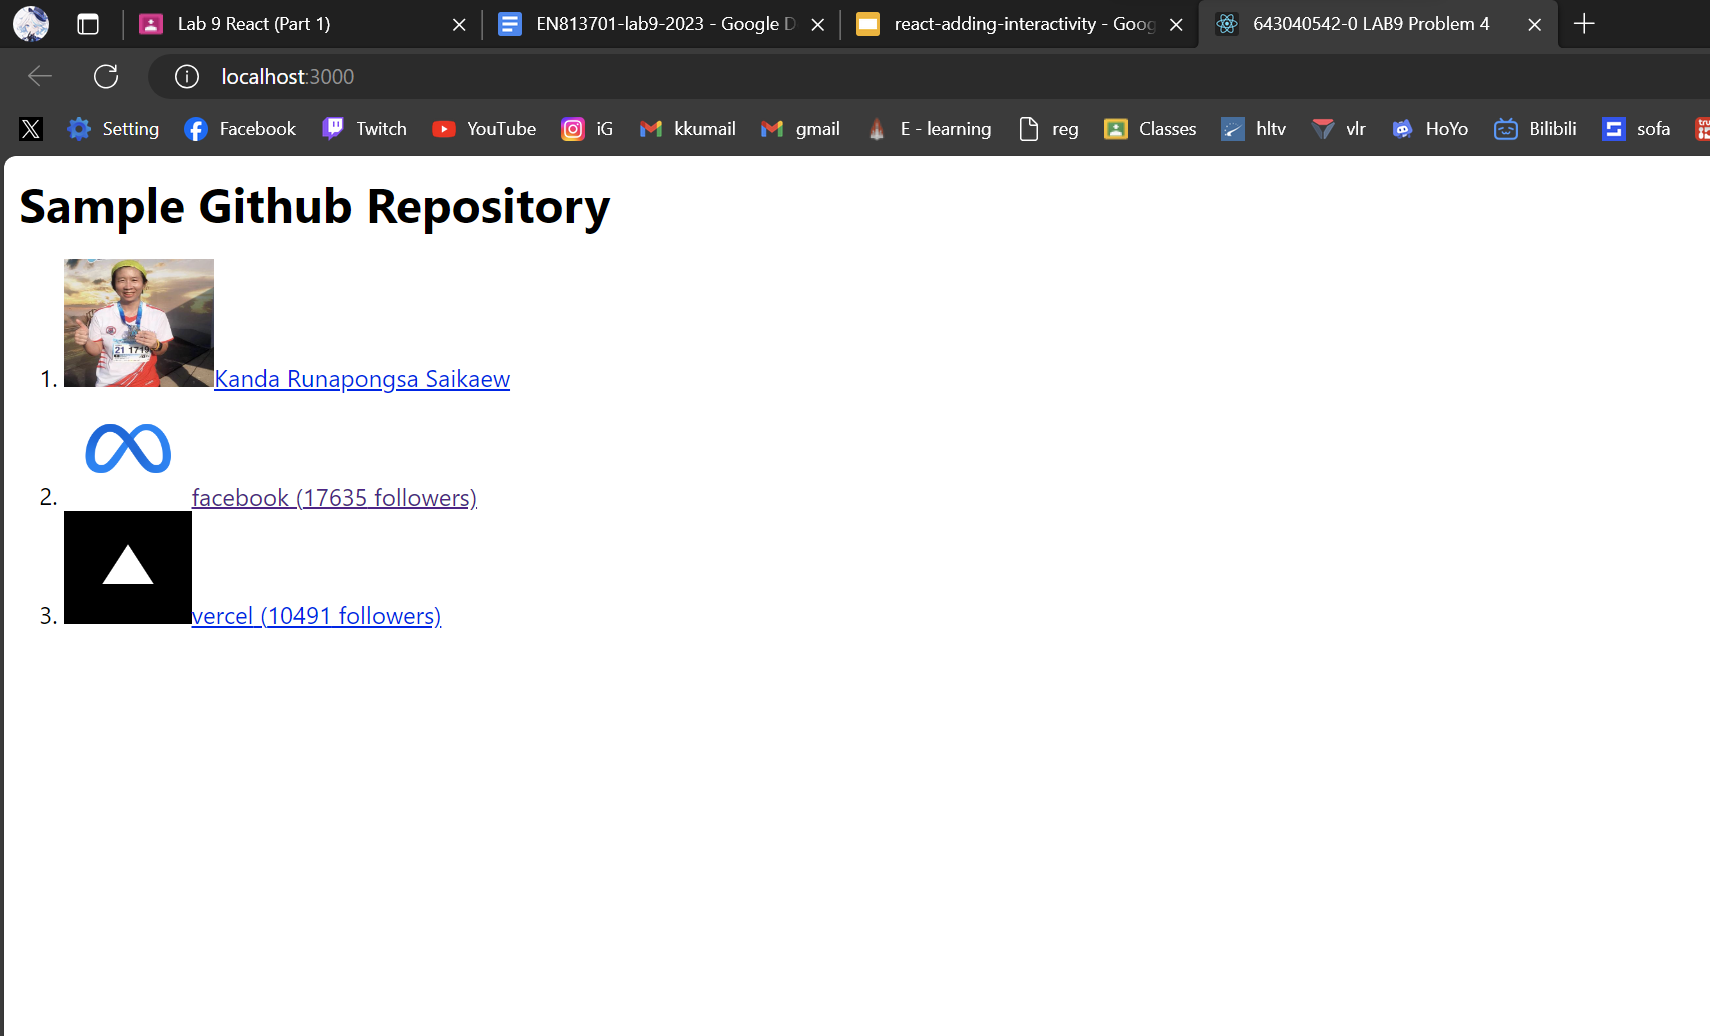 Lab 9 React (Part 1)
EN813701-lab9-2023 - Google D
react-adding-interactivity - Goog
643040542-0 LAB9 Problem 4
localhost:3000
Setting
Facebook
Twitch
YouTube
iG
kkumail
gmail
E - learning
reg
Classes
hltv
vlr
HoYo
Bilibili
sofa
Sample Github Repository
21 1719
1. Kanda Runapongsa Saikaew
2. facebook (17635 followers)
3. vercel (10491 followers)